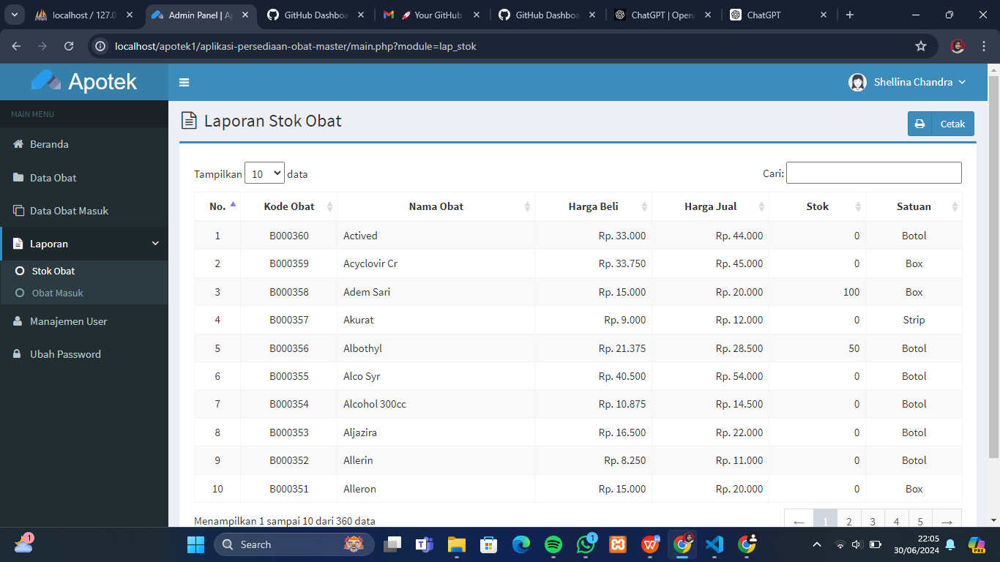 localhost / 127.0
Admin Panel | Ap
GitHub Dashboa
🚀 Your GitHub
GitHub Dashboa
ChatGPT | OpenA
ChatGPT
localhost/apotek1/aplikasi-persediaan-obat-master/main.php?module=lap_stok
Apotek
Shellina Chandra
MAIN MENU
Beranda
Data Obat
Data Obat Masuk
Laporan
Stok Obat
Obat Masuk
Manajemen User
Ubah Password
Laporan Stok Obat
Cetak
Tampilkan 10 data
Cari:
No. Kode Obat Nama Obat Harga Beli Harga Jual Stok Satuan
1 B000360 Actived Rp. 33.000 Rp. 44.000 0 Botol
2 B000359 Acyclovir Cr Rp. 33.750 Rp. 45.000 0 Box
3 B000358 Adem Sari Rp. 15.000 Rp. 20.000 100 Box
4 B000357 Akurat Rp. 9.000 Rp. 12.000 0 Strip
5 B000356 Albothyl Rp. 21.375 Rp. 28.500 50 Botol
6 B000355 Alco Syr Rp. 40.500 Rp. 54.000 0 Botol
7 B000354 Alcohol 300cc Rp. 10.875 Rp. 14.500 0 Botol
8 B000353 Aljazira Rp. 16.500 Rp. 22.000 0 Botol
9 B000352 Allerin Rp. 8.250 Rp. 11.000 0 Botol
10 B000351 Alleron Rp. 15.000 Rp. 20.000 0 Box
Menampilkan 1 sampai 10 dari 360 data
← 1 2 3 4 5 →
1
Search
1
PRE
22:05
30/06/2024